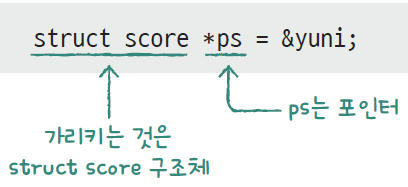 struct score *ps = &yuni;
ps는 포인터
가리키는 것은
struct score 구조체